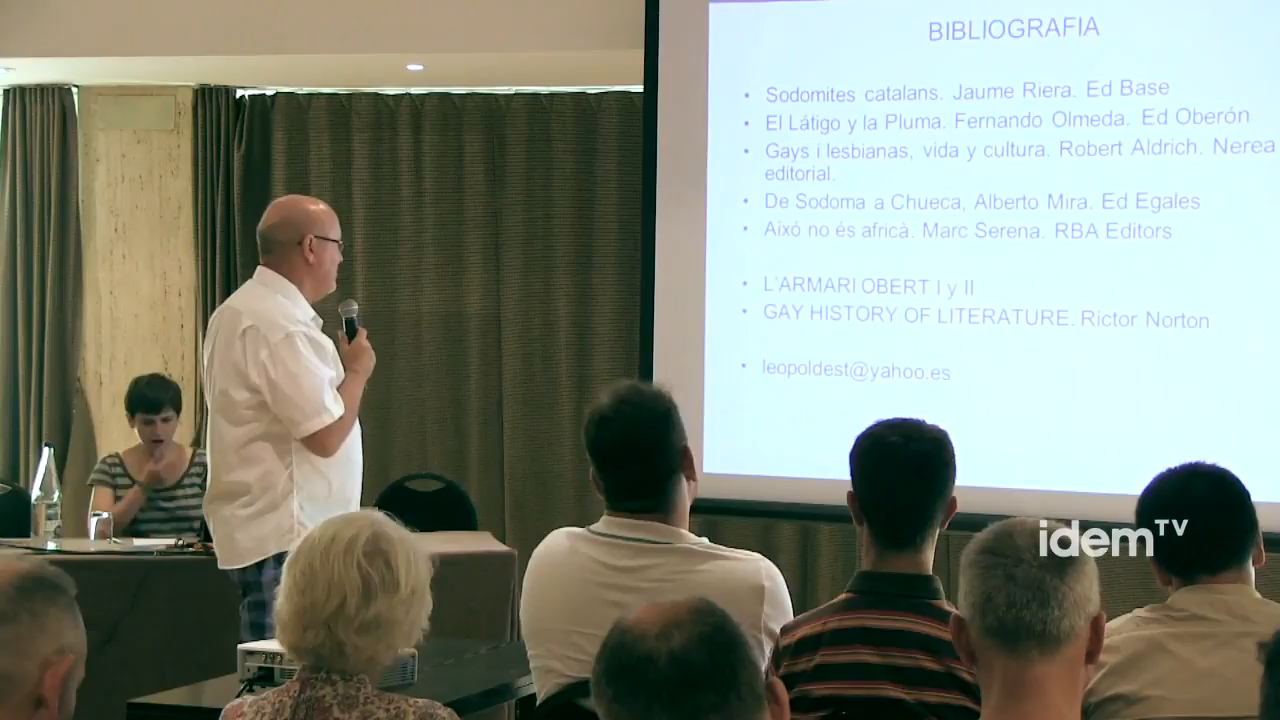 BIBLIOGRAFIA
• Sodomites catalans. Jaume Riera. Ed Base
• El Látigo y la Pluma. Fernando Olmeda. Ed Oberón
• Gays i lesbianas, vida y cultura. Robert Aldrich. Nerea
editorial.
• De Sodoma a Chueca, Alberto Mira. Ed Egales
• Aixó no és africà. Marc Serena. RBA Editors
• L'ARMARI OBERT I y II
• GAY HISTORY OF LITERATURE. Rictor Norton
• leopoldest@yahoo.es
idem TV